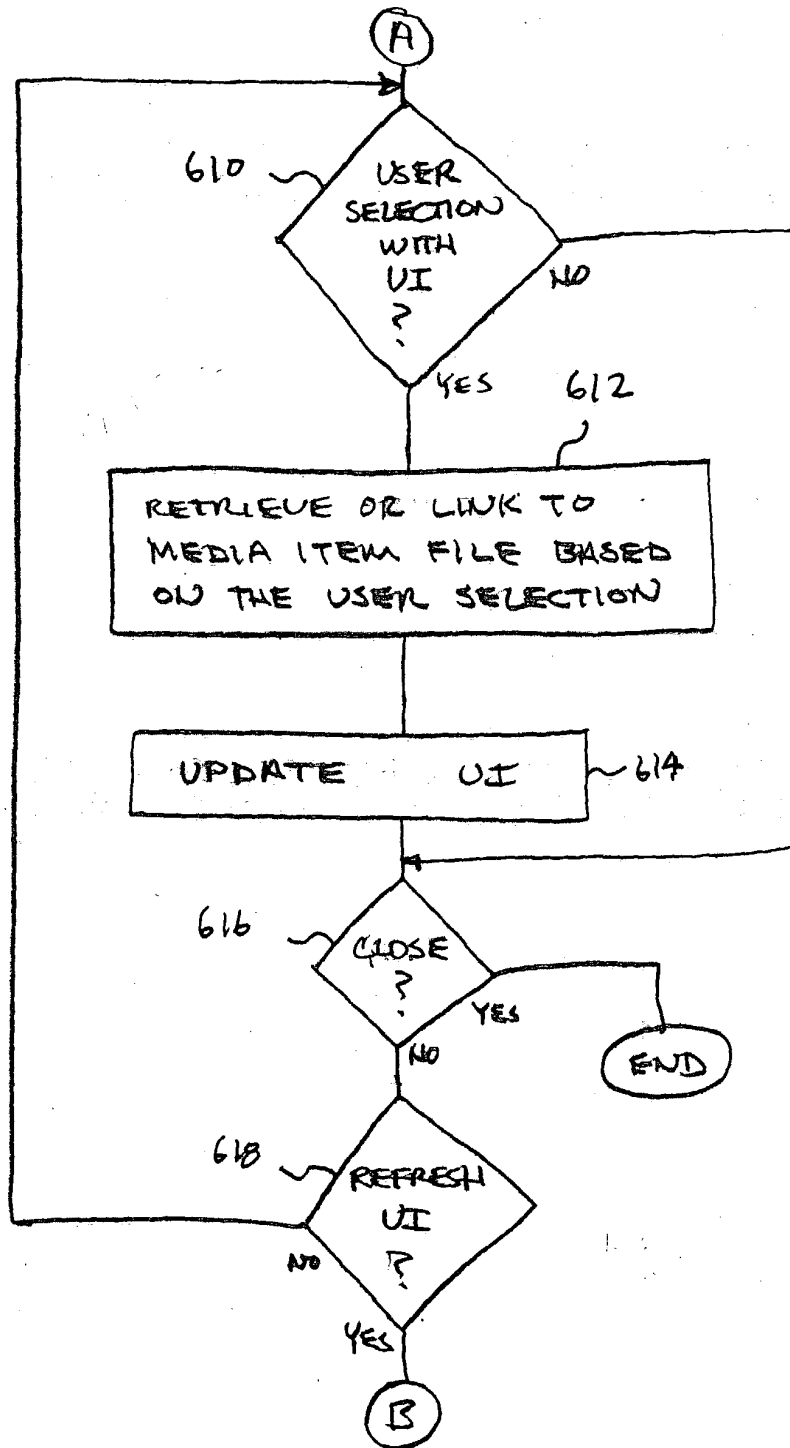 A
610
USER
SELECTION
WITH
UI
?
NO
YES
612
RETRIEVE OR LINK TO
MEDIA ITEM FILE BASED
ON THE USER SELECTION
UPDATE UI
614
616
CLOSE
?
YES
NO
END
618
REFRESH
UI
?
NO
YES
B